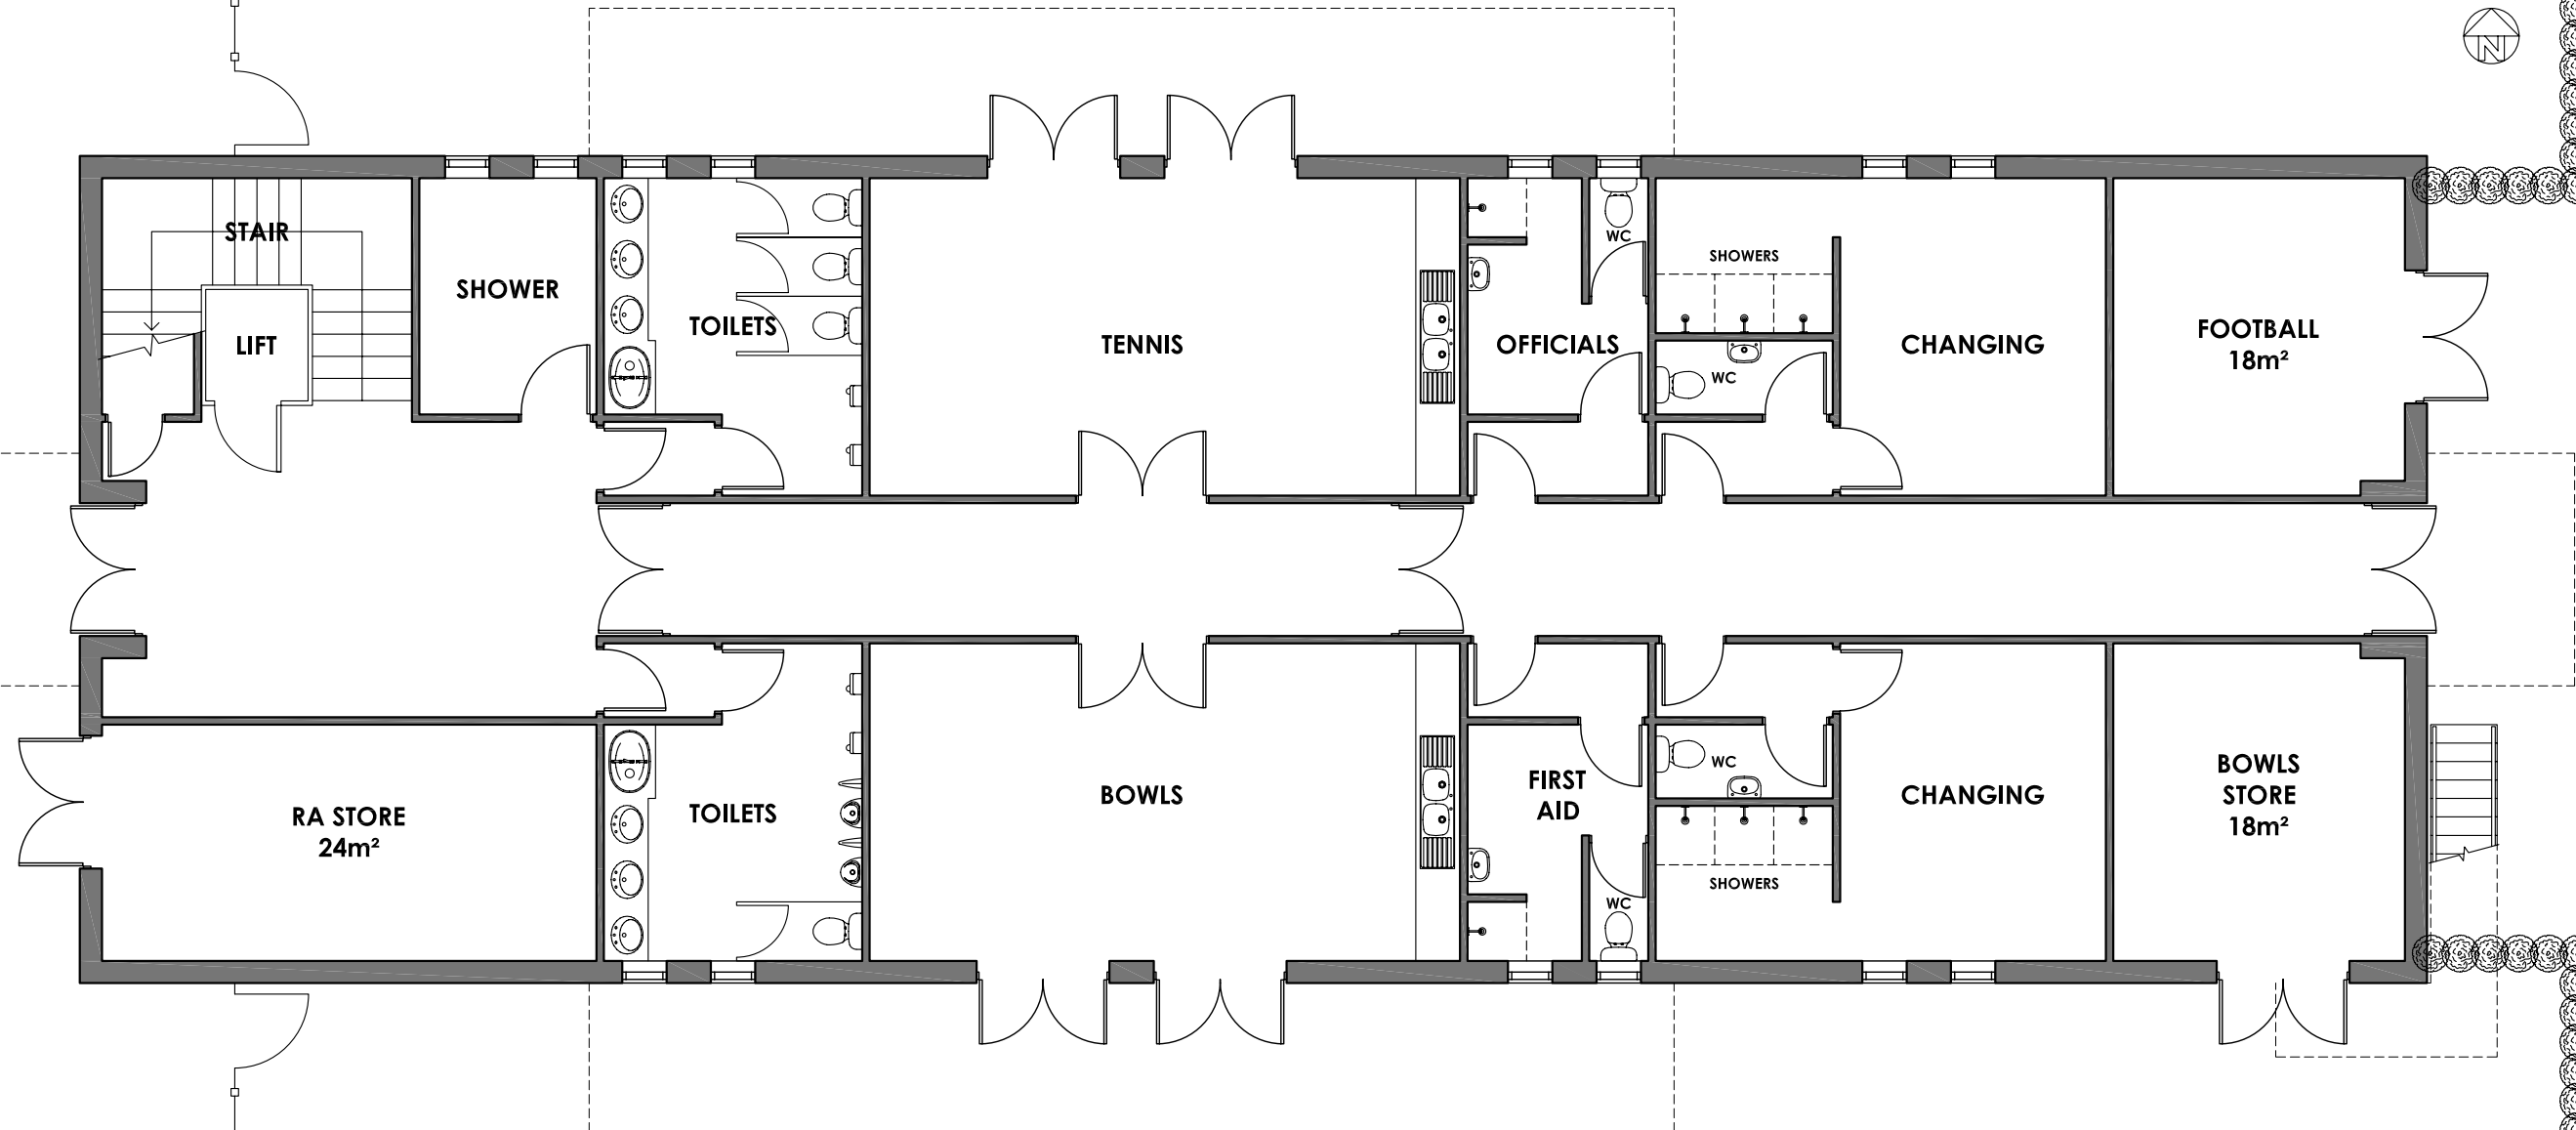 N
STAIR
SHOWER
LIFT
TOILETS
TENNIS
WC
OFFICIALS
SHOWERS
WC
CHANGING
FOOTBALL
18m²
RA STORE
24m²
TOILETS
BOWLS
FIRST
AID
WC
WC
SHOWERS
CHANGING
BOWLS
STORE
18m²